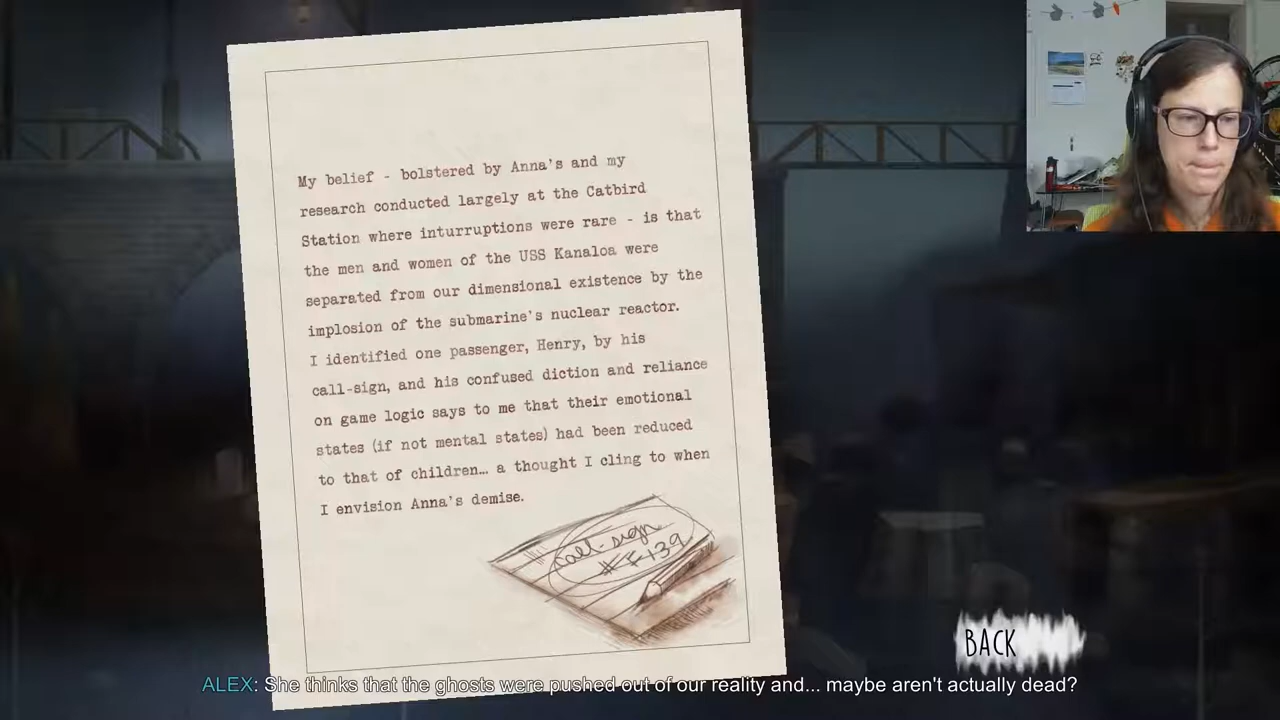 My belief - bolstered by Anna's and my
research conducted largely at the Catbird
Station where inturruptions were rare - is that
the men and women of the USS Kanaloa were
separated from our dimensional existence by the
implosion of the submarine's nuclear reactor.
I identified one passenger, Henry, by his
call-sign, and his confused diction and reliance
on game logic says to me that their emotional
states (if not mental states) had been reduced
to that of children… a thought I cling to when
I envision Anna's demise.
call-sign
#F-139
BACK
ALEX: She thinks that the ghosts were pushed out of our reality and... maybe aren't actually dead?